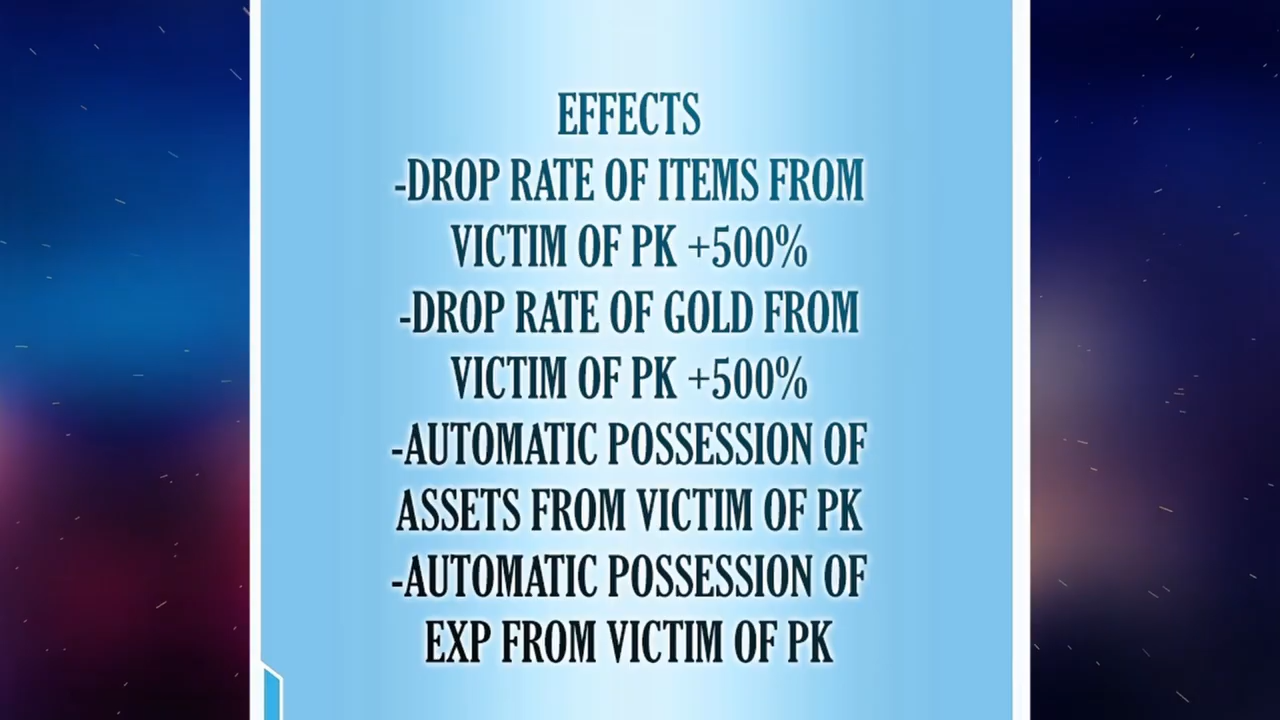 EFFECTS
-DROP RATE OF ITEMS FROM
VICTIM OF PK +500%
-DROP RATE OF GOLD FROM
VICTIM OF PK +500%
-AUTOMATIC POSSESSION OF
ASSETS FROM VICTIM OF PK
-AUTOMATIC POSSESSION OF
EXP FROM VICTIM OF PK